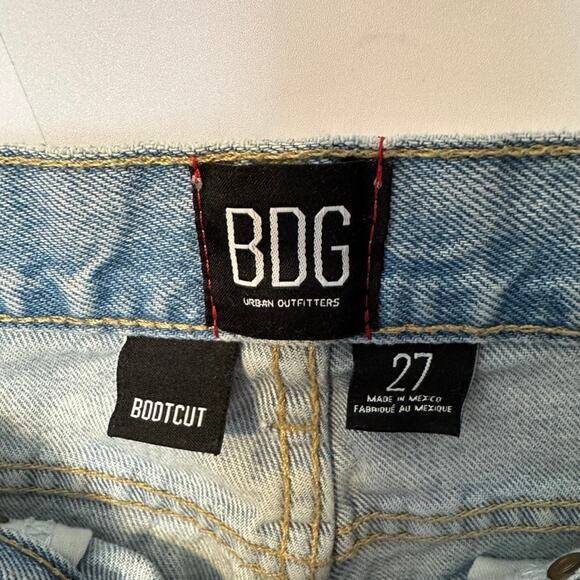 BDG
URBAN OUTFITTERS
BOOTCUT
27
MADE IN MEXICO
FABRIQUÉ AU MEXIQUE